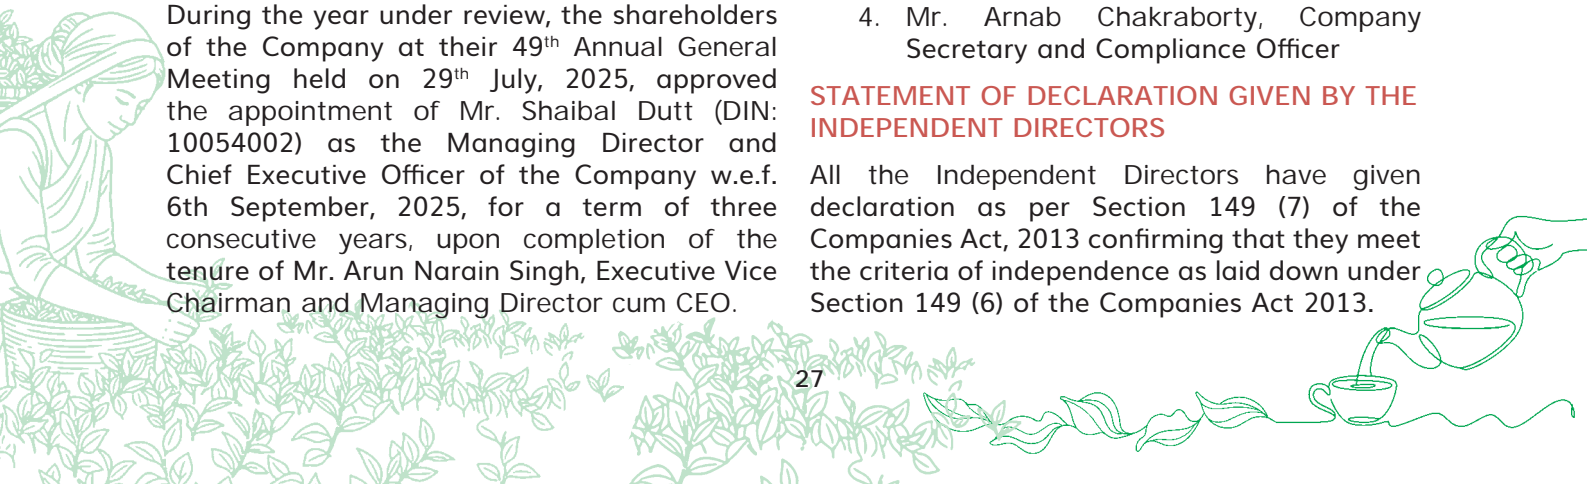 During the year under review, the shareholders
of the Company at their 49th Annual General
Meeting held on 29th July, 2025, approved
the appointment of Mr. Shaibal Dutt (DIN:
10054002) as the Managing Director and
Chief Executive Officer of the Company w.e.f.
6th September, 2025, for a term of three
consecutive years, upon completion of the
tenure of Mr. Arun Narain Singh, Executive Vice
Chairman and Managing Director cum CEO.
4. Mr. Arnab Chakraborty, Company
Secretary and Compliance Officer
STATEMENT OF DECLARATION GIVEN BY THE
INDEPENDENT DIRECTORS
All the Independent Directors have given
declaration as per Section 149 (7) of the
Companies Act, 2013 confirming that they meet
the criteria of independence as laid down under
Section 149 (6) of the Companies Act 2013.
27